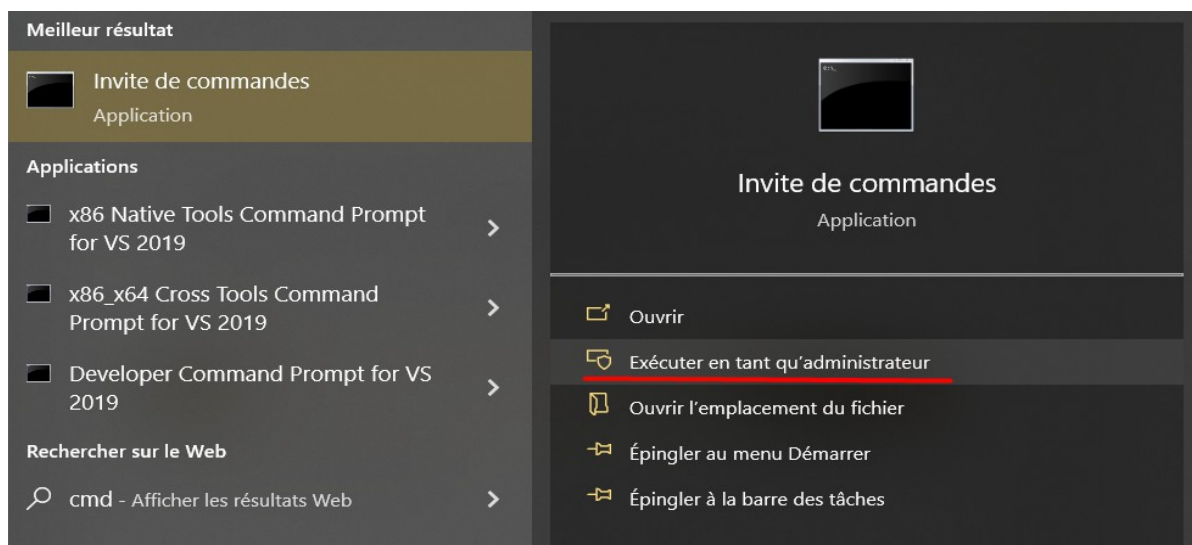 Meilleur résultat
Invite de commandes
Application
Applications
x86 Native Tools Command Prompt
for VS 2019
x86_x64 Cross Tools Command
Prompt for VS 2019
Developer Command Prompt for VS
2019
Rechercher sur le Web
cmd - Afficher les résultats Web
Invite de commandes
Application
Ouvrir
Exécuter en tant qu'administrateur
Ouvrir l'emplacement du fichier
Épingler au menu Démarrer
Épingler à la barre des tâches